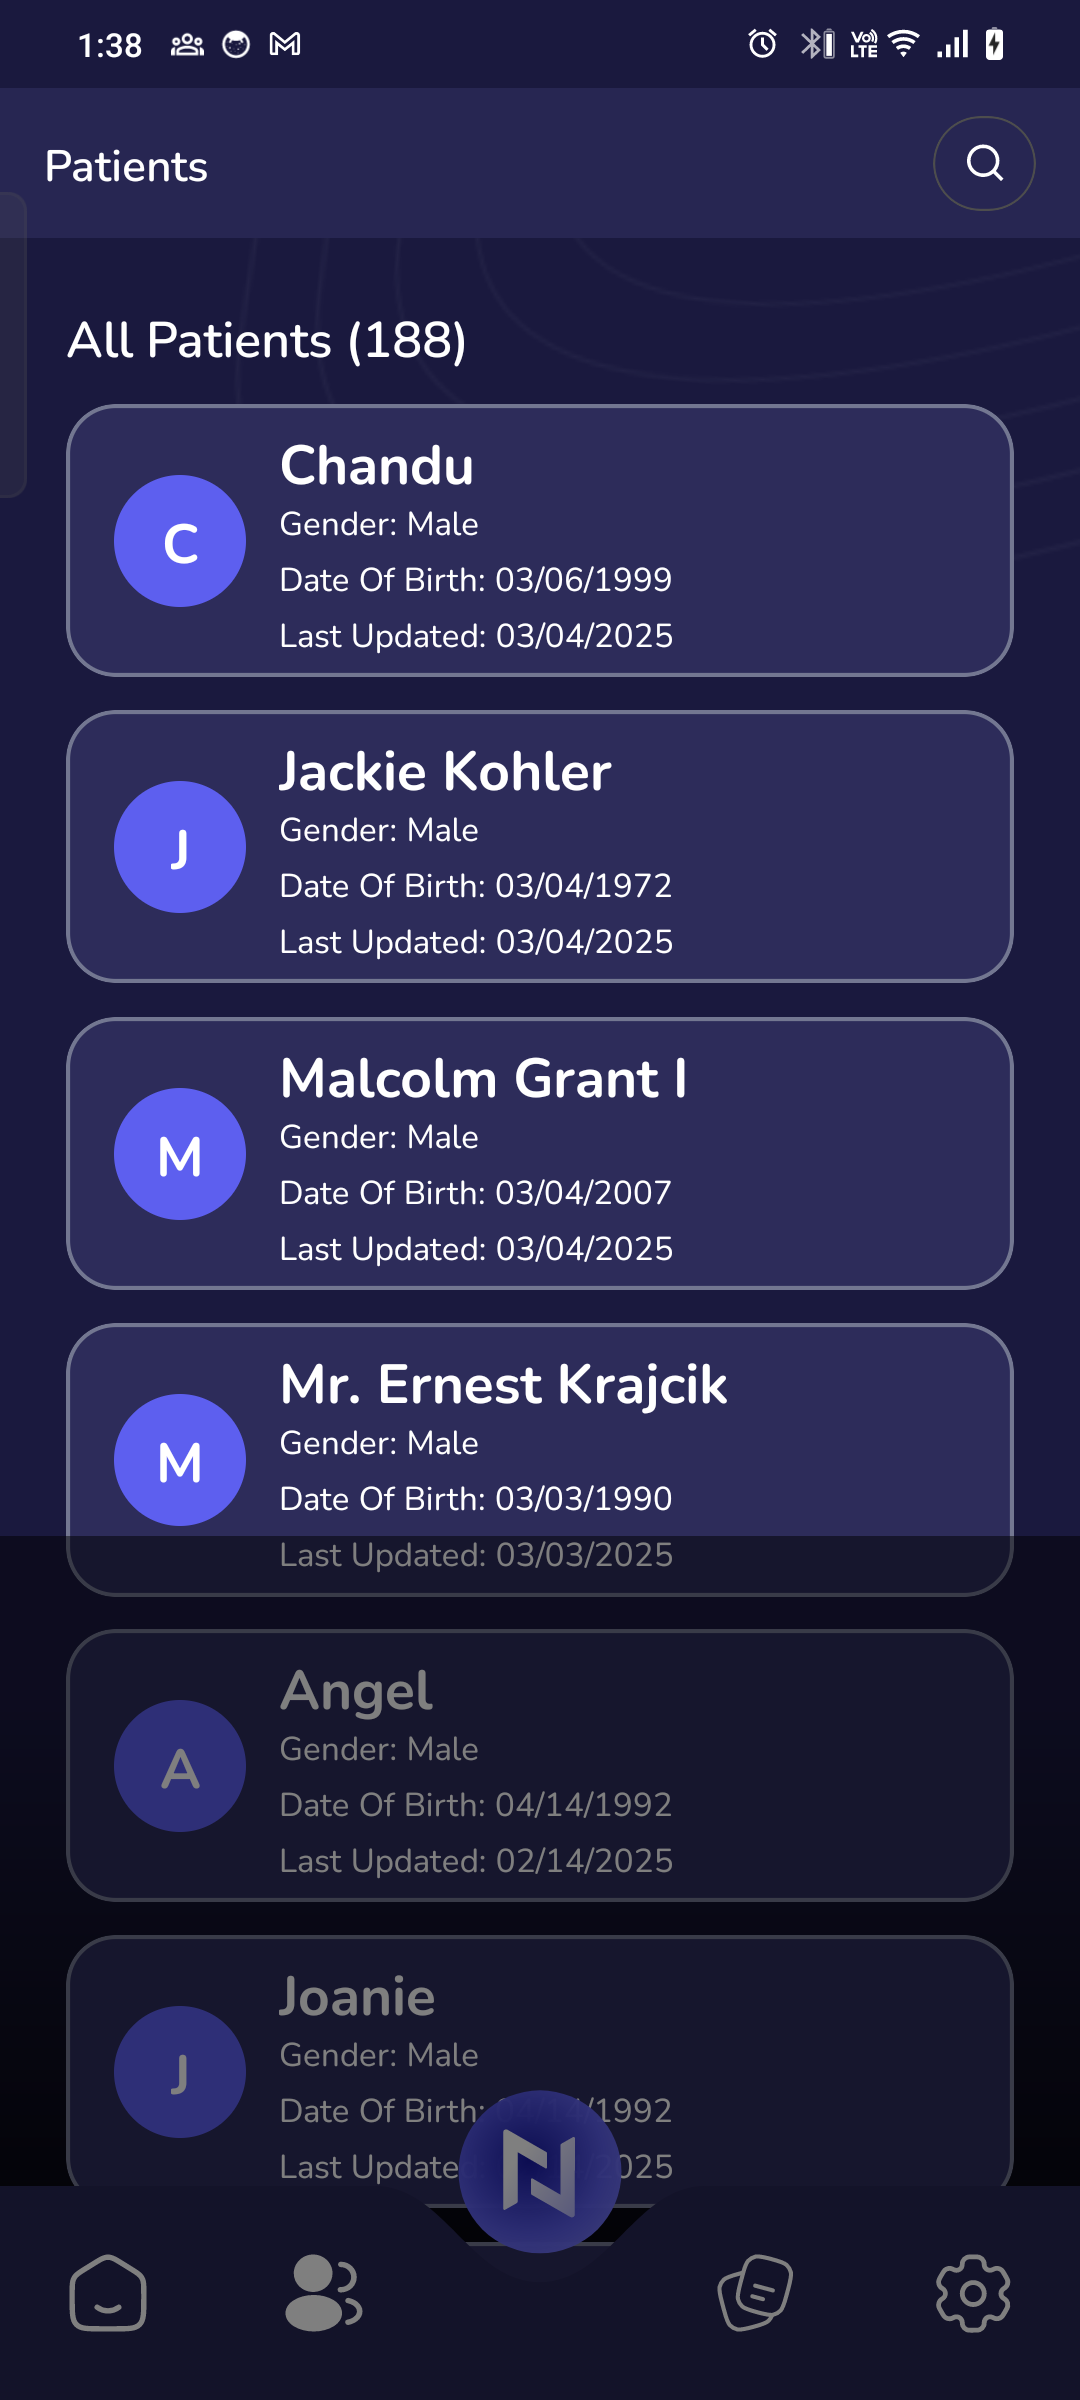 1:38
Vo)) LTE
Patients
All Patients (188)
C
Chandu
Gender: Male
Date Of Birth: 03/06/1999
Last Updated: 03/04/2025
J
Jackie Kohler
Gender: Male
Date Of Birth: 03/04/1972
Last Updated: 03/04/2025
M
Malcolm Grant I
Gender: Male
Date Of Birth: 03/04/2007
Last Updated: 03/04/2025
M
Mr. Ernest Krajcik
Gender: Male
Date Of Birth: 03/03/1990
Last Updated: 03/03/2025
A
Angel
Gender: Male
Date Of Birth: 04/14/1992
Last Updated: 02/14/2025
J
Joanie
Gender: Male
Date Of Birth: /1992
Last Update 2025
N